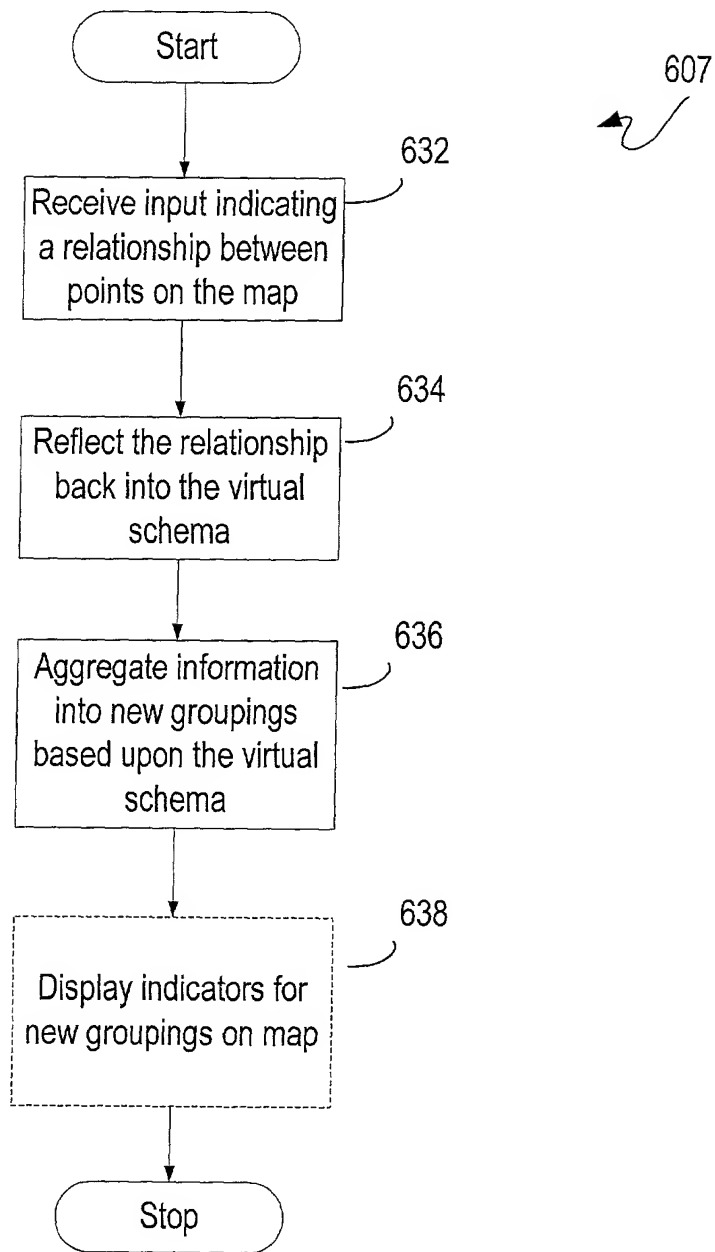 Start
607
632
Receive input indicating
a relationship between
points on the map
634
Reflect the relationship
back into the virtual
schema
636
Aggregate information
into new groupings
based upon the virtual
schema
638
Display indicators for
new groupings on map
Stop